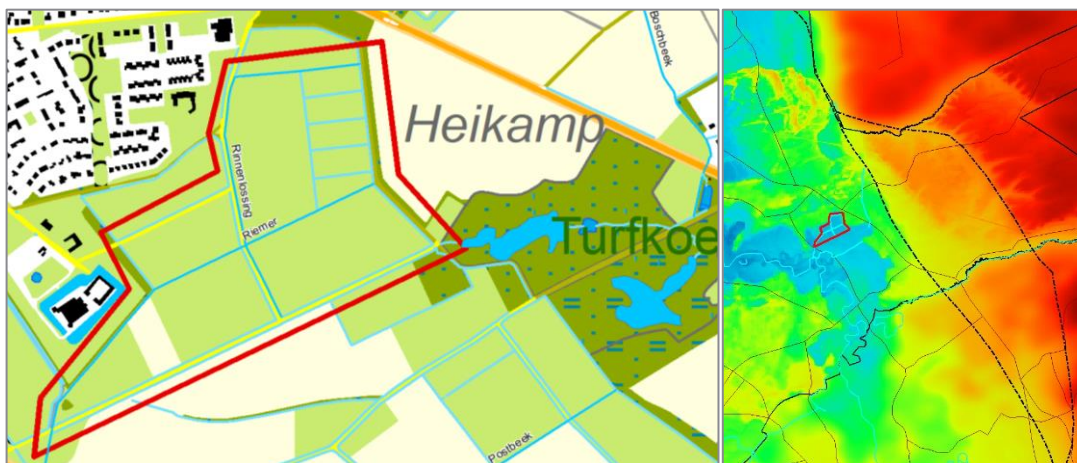 Boschbeek
Heikamp
Rinnenlossing
Riemer
Turfkoe
Postbeek